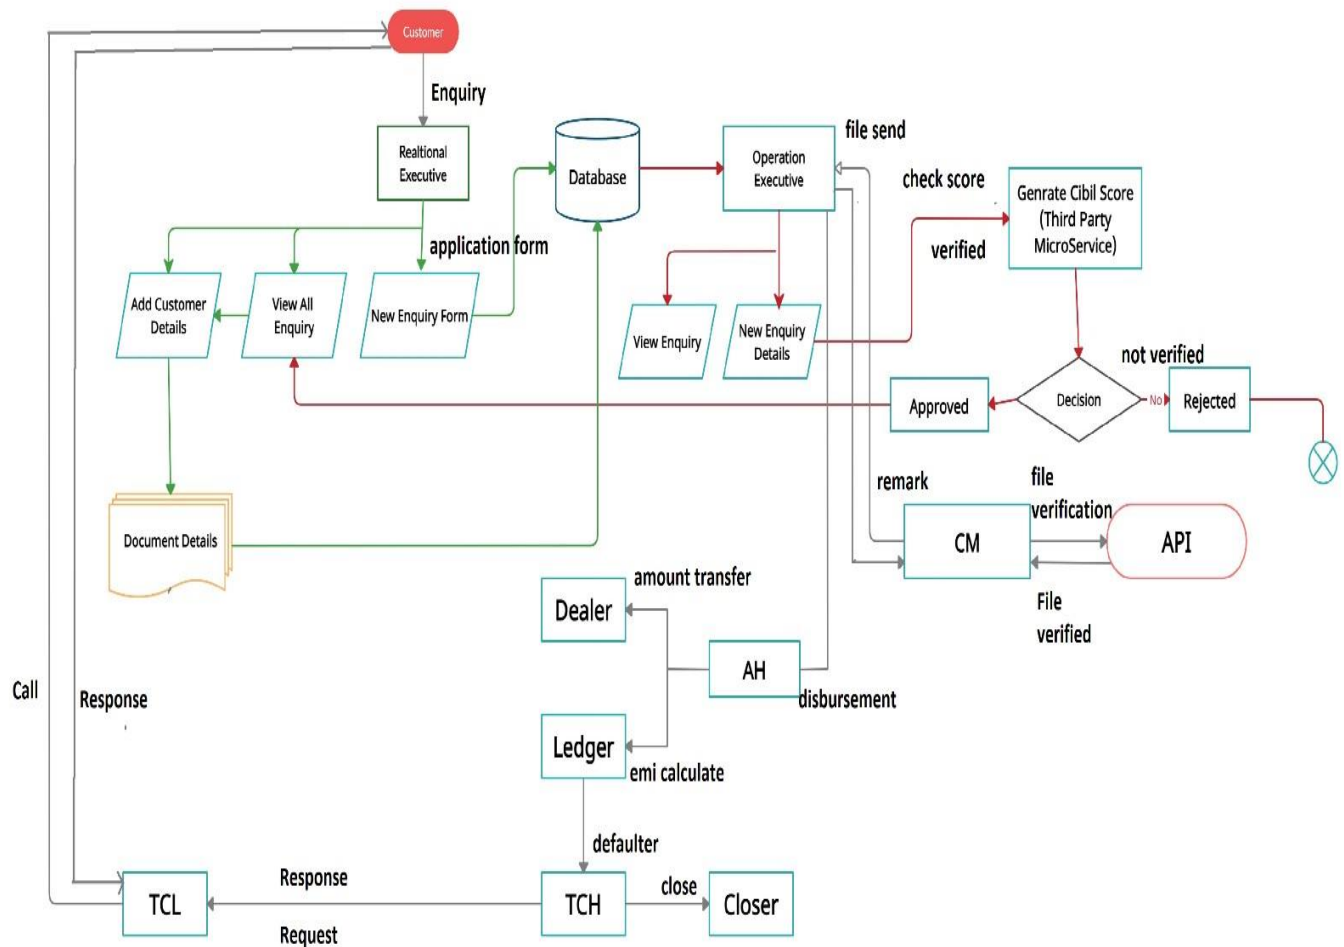 Customer
Enquiry
Realtional
Executive
Database
Operation
Executive
file send
check score
verified
Genrate Cibil Score
(Third Party
MicroService)
application form
Add Customer
Details
View All
Enquiry
New Enquiry Form
View Enquiry
New Enquiry
Details
not verified
Approved
Decision
No
Rejected
remark
file
verification
Document Details
CM
API
File
verified
amount transfer
Dealer
AH
disbursement
Call
Response
Ledger
emi calculate
defaulter
Response
close
TCL
TCH
Closer
Request